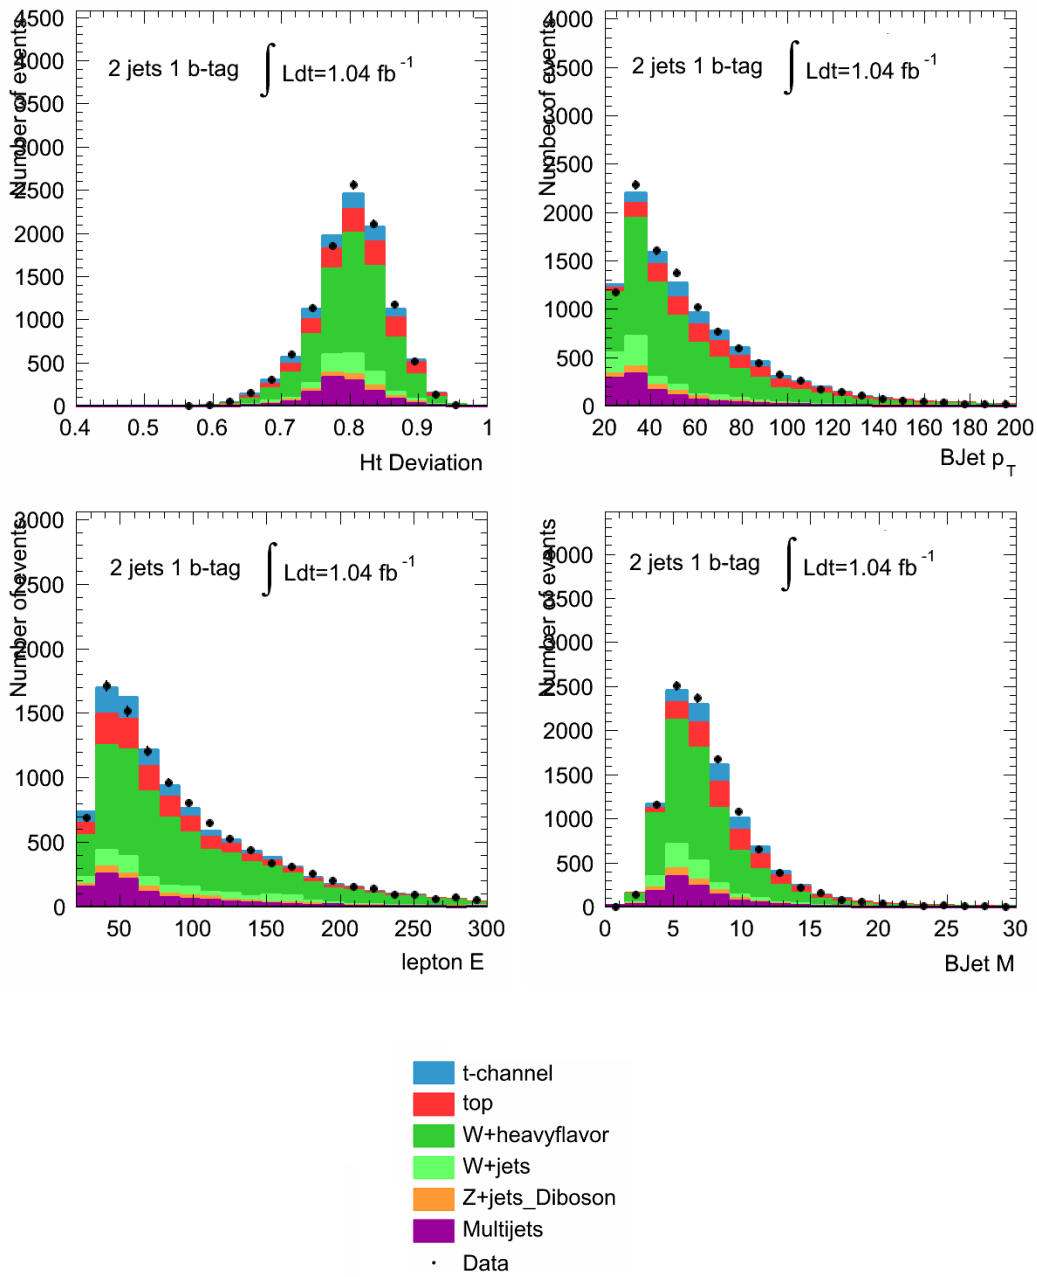 Number of events
4500
4000
3500
3000
2500
2000
1500
1000
500
0
2 jets 1 b-tag ∫ Ldt=1.04 fb⁻¹
0.4 0.5 0.6 0.7 0.8 0.9 1
Ht Deviation
Number of events
4000
3500
3000
2500
2000
1500
1000
500
0
2 jets 1 b-tag ∫ Ldt=1.04 fb⁻¹
20 40 60 80 100 120 140 160 180 200
BJet p_T
Number of events
3000
2500
2000
1500
1000
500
0
2 jets 1 b-tag ∫ Ldt=1.04 fb⁻¹
50 100 150 200 250 300
lepton E
Number of events
4000
3500
3000
2500
2000
1500
1000
500
0
2 jets 1 b-tag ∫ Ldt=1.04 fb⁻¹
0 5 10 15 20 25 30
BJet M
t-channel
top
W+heavyflavor
W+jets
Z+jets_Diboson
Multijets
Data